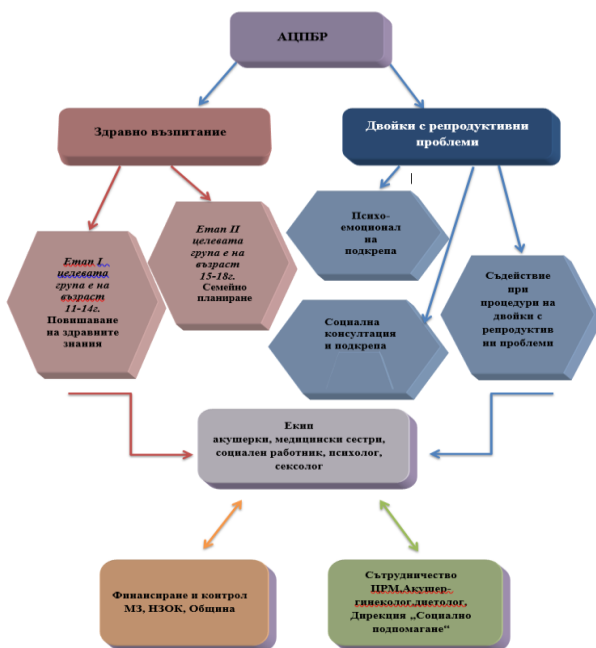 АЦПБР
Здравно възпитание
Двойки с репродуктивни
проблеми
Етап I
целевата
група е на
възраст
11-14г.
Повишаване
на здравните
знания
Етап II
целевата
група е на
възраст
15-18г.
Семейно
планиране
Психо-
емоционал
на
подкрепа
Социална
консултация
и подкрепа
Съдействие
при
процедури на
двойки с
репродуктив
ни проблеми
Екип
акушерки, медицински сестри,
социален работник, психолог,
сексолог
Финансиране и контрол
МЗ, НЗОК, Община
Сътрудничество
ЦРМ,Акушер-
гинеколог,диетолог,
Дирекция „Социално
подпомагане“